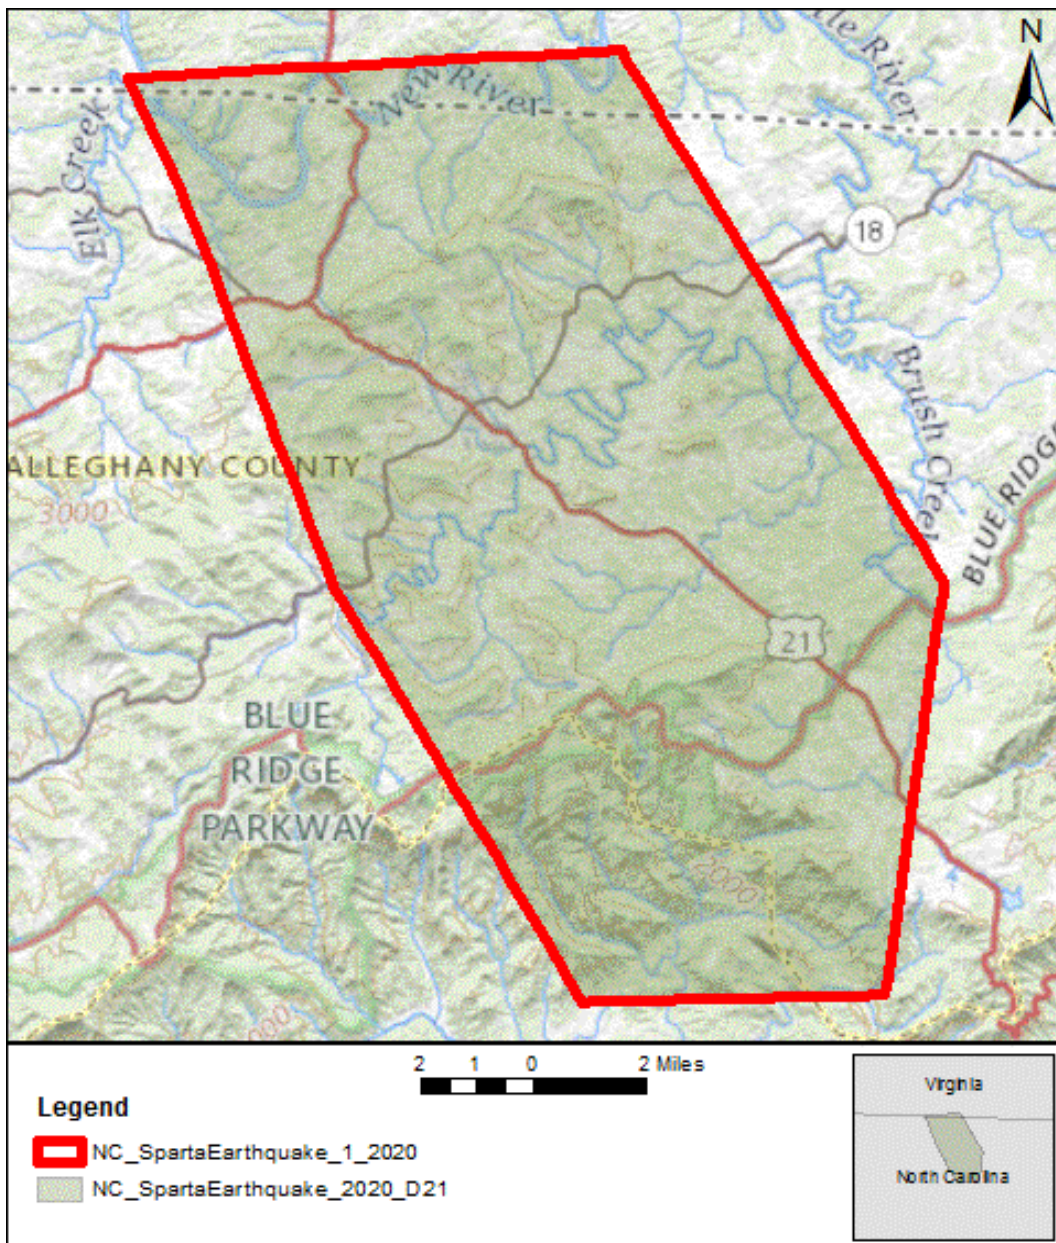 N
New River
ttle River
Elk Creek
18
Brush Creek
ALLEGHANY COUNTY
3000
BLUE RIDGE
21
BLUE
RIDGE
PARKWAY
2000
2 1 0 2 Miles
Legend
NC_SpartaEarthquake_1_2020
NC_SpartaEarthquake_2020_D21
Virginia
North Carolina